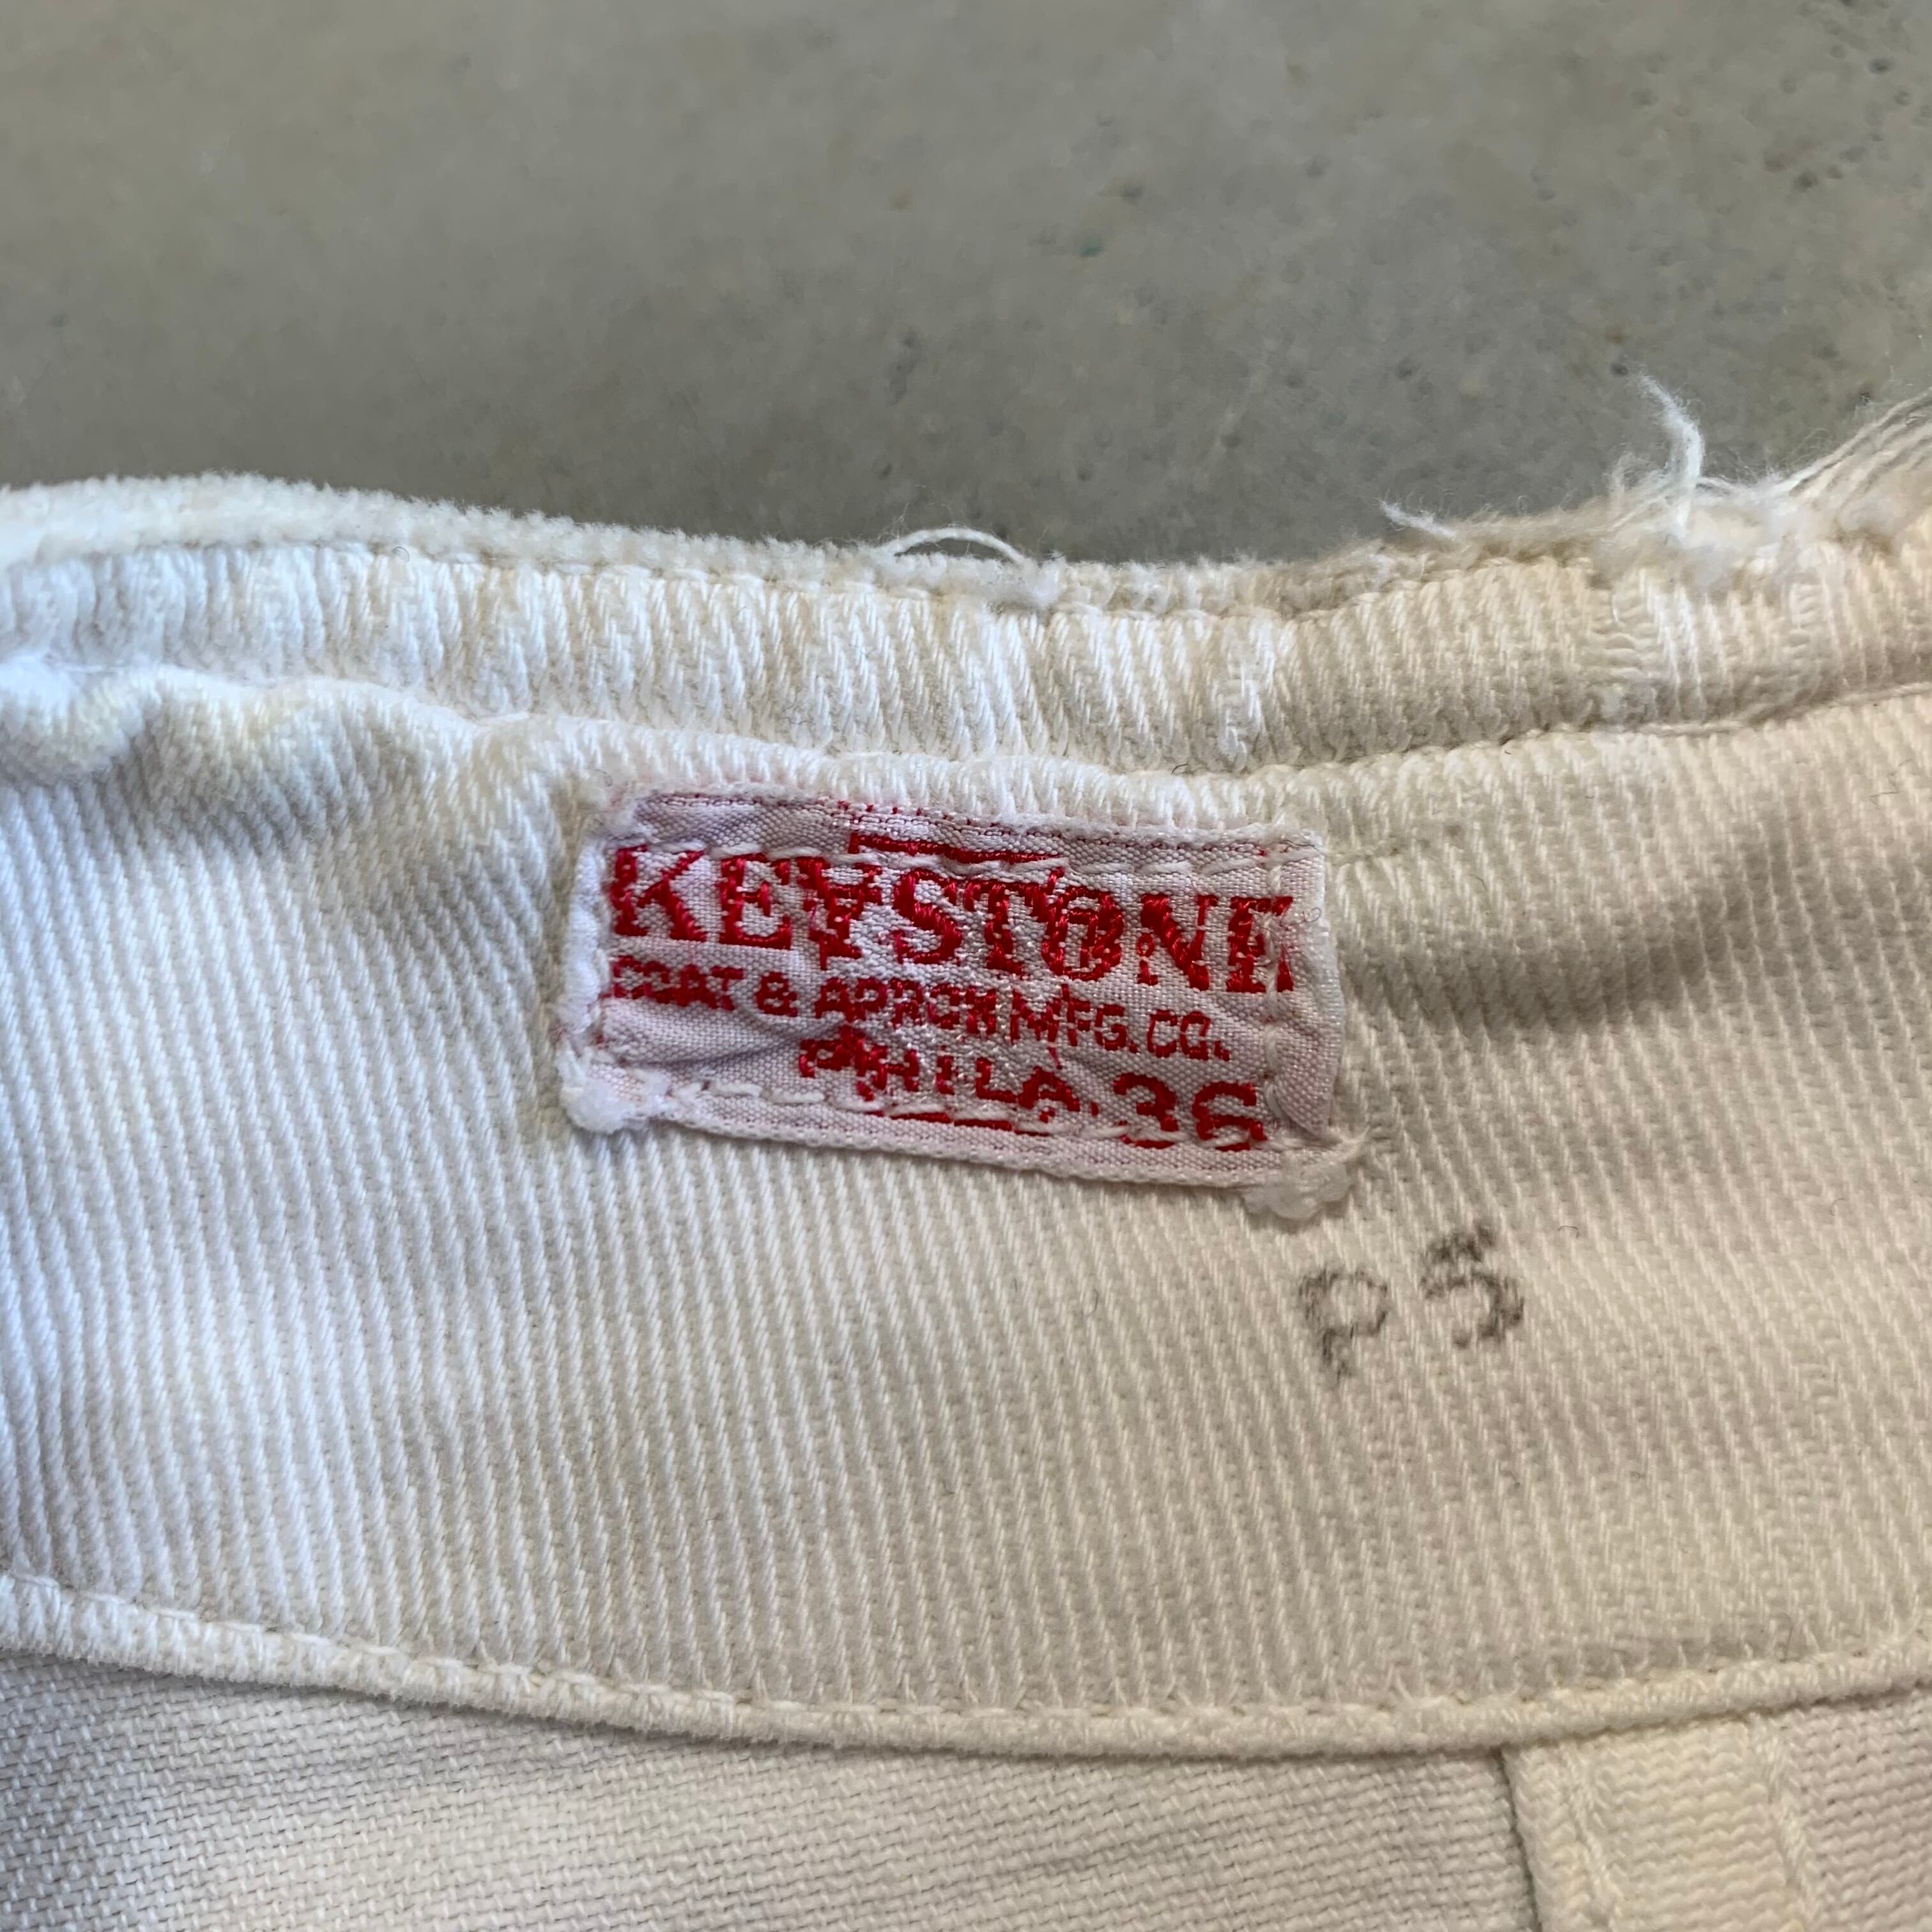 KEYSTONE
COAT & APRON MFG. CO.
PHILA. 36
PS